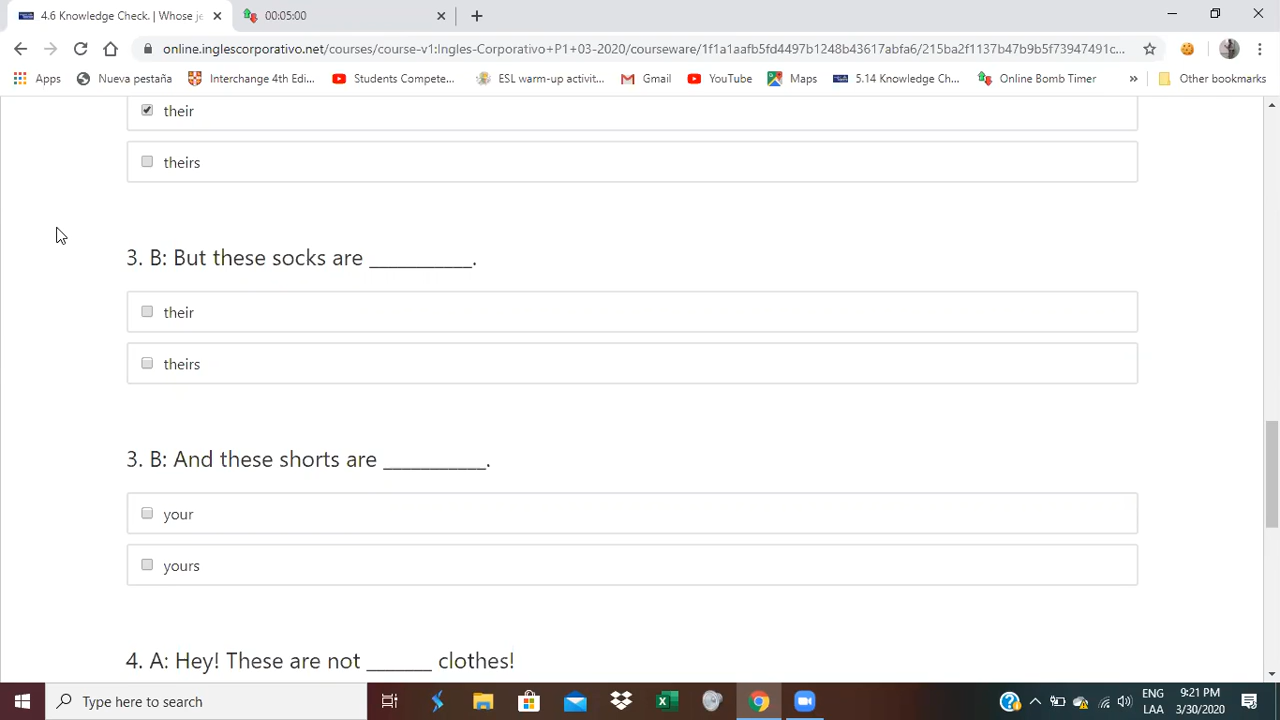 4.6 Knowledge Check. | Whose je
00:05:00
online.inglescorporativo.net/courses/course-v1:Ingles-Corporativo+P1+03-2020/courseware/1f1a1aafb5fd4497b1248b43617abfa6/215ba2f1137b47b9b5f73947491c...
Apps Nueva pestaña Interchange 4th Edi... Students Compete... ESL warm-up activit... Gmail YouTube Maps 5.14 Knowledge Ch... Online Bomb Timer » Other bookmarks
their
theirs
3. B: But these socks are ___________.
their
theirs
3. B: And these shorts are ___________.
your
yours
4. A: Hey! These are not _______ clothes!
Type here to search
ENG 9:21 PM
LAA 3/30/2020